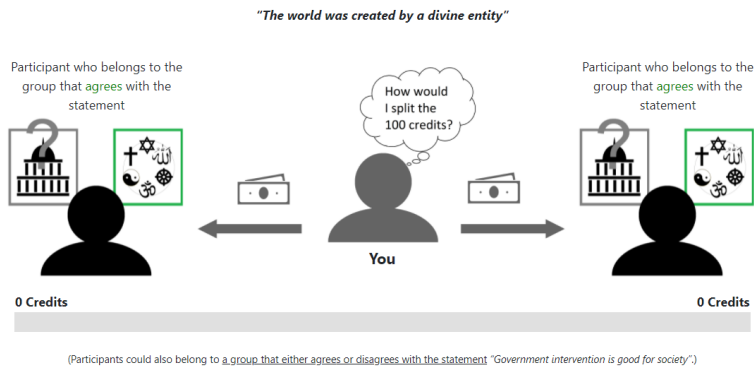 "The world was created by a divine entity"
Participant who belongs to the
group that agrees with the
statement
Participant who belongs to the
group that agrees with the
statement
How would
I split the
100 credits?
?
?
You
0 Credits
0 Credits
(Participants could also belong to a group that either agrees or disagrees with the statement "Government intervention is good for society".)